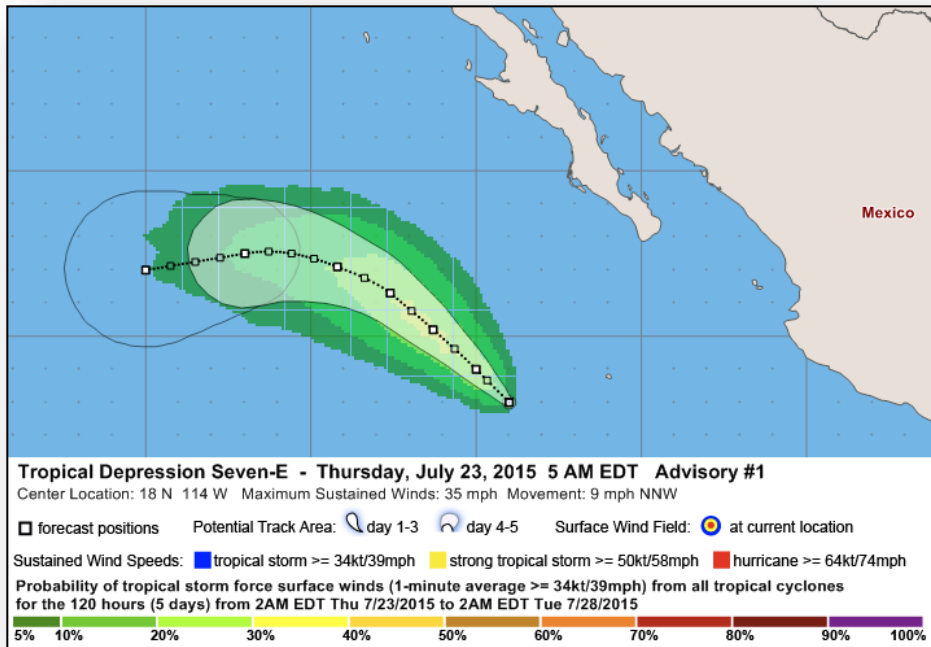 Mexico
Tropical Depression Seven-E - Thursday, July 23, 2015 5 AM EDT Advisory #1
Center Location: 18 N 114 W Maximum Sustained Winds: 35 mph Movement: 9 mph NNW
forecast positions Potential Track Area: day 1-3 day 4-5 Surface Wind Field: at current location
Sustained Wind Speeds: tropical storm >= 34kt/39mph strong tropical storm >= 50kt/58mph hurricane >= 64kt/74mph
Probability of tropical storm force surface winds (1-minute average >= 34kt/39mph) from all tropical cyclones
for the 120 hours (5 days) from 2AM EDT Thu 7/23/2015 to 2AM EDT Tue 7/28/2015
5% 10% 20% 30% 40% 50% 60% 70% 80% 90% 100%